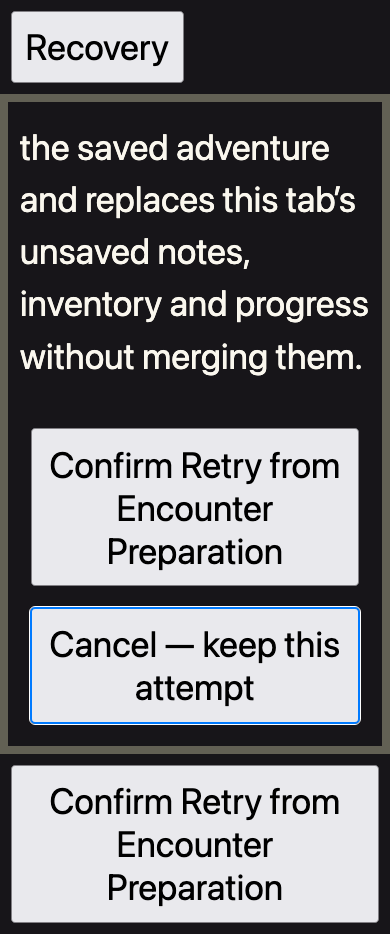 Recovery
the saved adventure
and replaces this tab’s
unsaved notes,
inventory and progress
without merging them.
Confirm Retry from
Encounter
Preparation
Cancel — keep this
attempt
Confirm Retry from
Encounter
Preparation